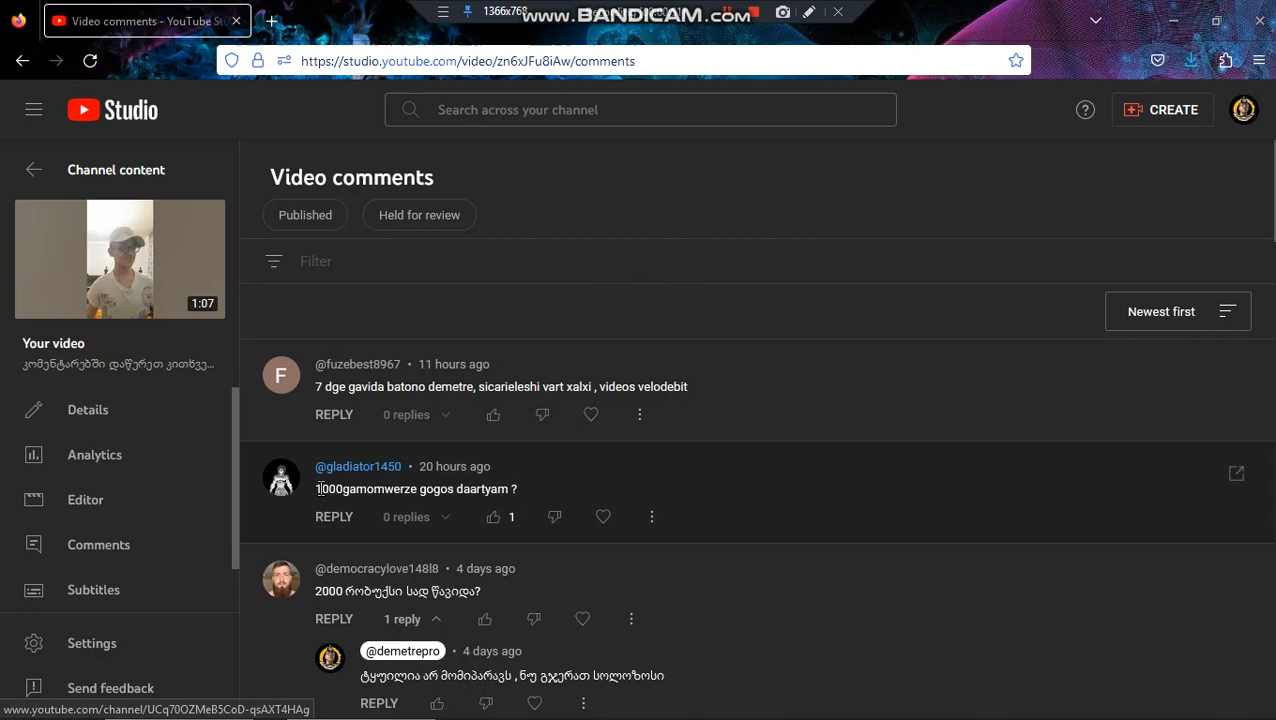 Video comments - YouTube Stu
1366x768
www.BANDICAM.com
https://studio.youtube.com/video/zn6xJFu8iAw/comments
Studio
Search across your channel
CREATE
Channel content
1:07
Your video
კომენტარებში დაწერეთ კითხვე...
Details
Analytics
Editor
Comments
Subtitles
Settings
Send feedback
Video comments
Published
Held for review
Filter
Newest first
F
@fuzebest8967 • 11 hours ago
7 dge gavida batono demetre, sicarieleshi vart xalxi , videos velodebit
REPLY 0 replies
@gladiator1450 • 20 hours ago
1000gamomwerze gogos daartyam ?
REPLY 0 replies 1
@democracylove148l8 • 4 days ago
2000 რობუქსი სად წავიდა?
REPLY 1 reply
@demetrepro • 4 days ago
ტყუილია არ მომიპარავს , ნუ გჯერათ სოლოზოსი
REPLY
www.youtube.com/channel/UCq70OZMeB5CoD-qsAXT4HAg